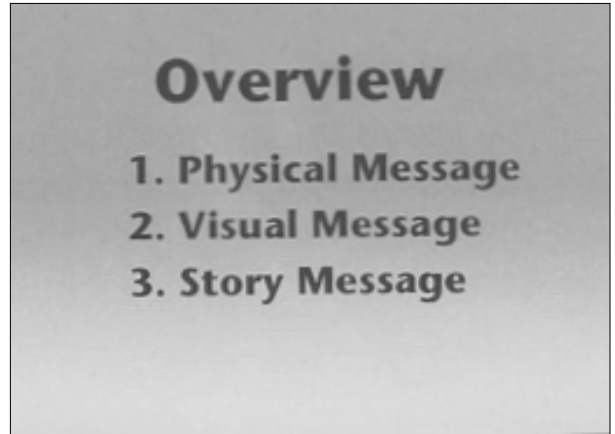 Overview
1. Physical Message
2. Visual Message
3. Story Message